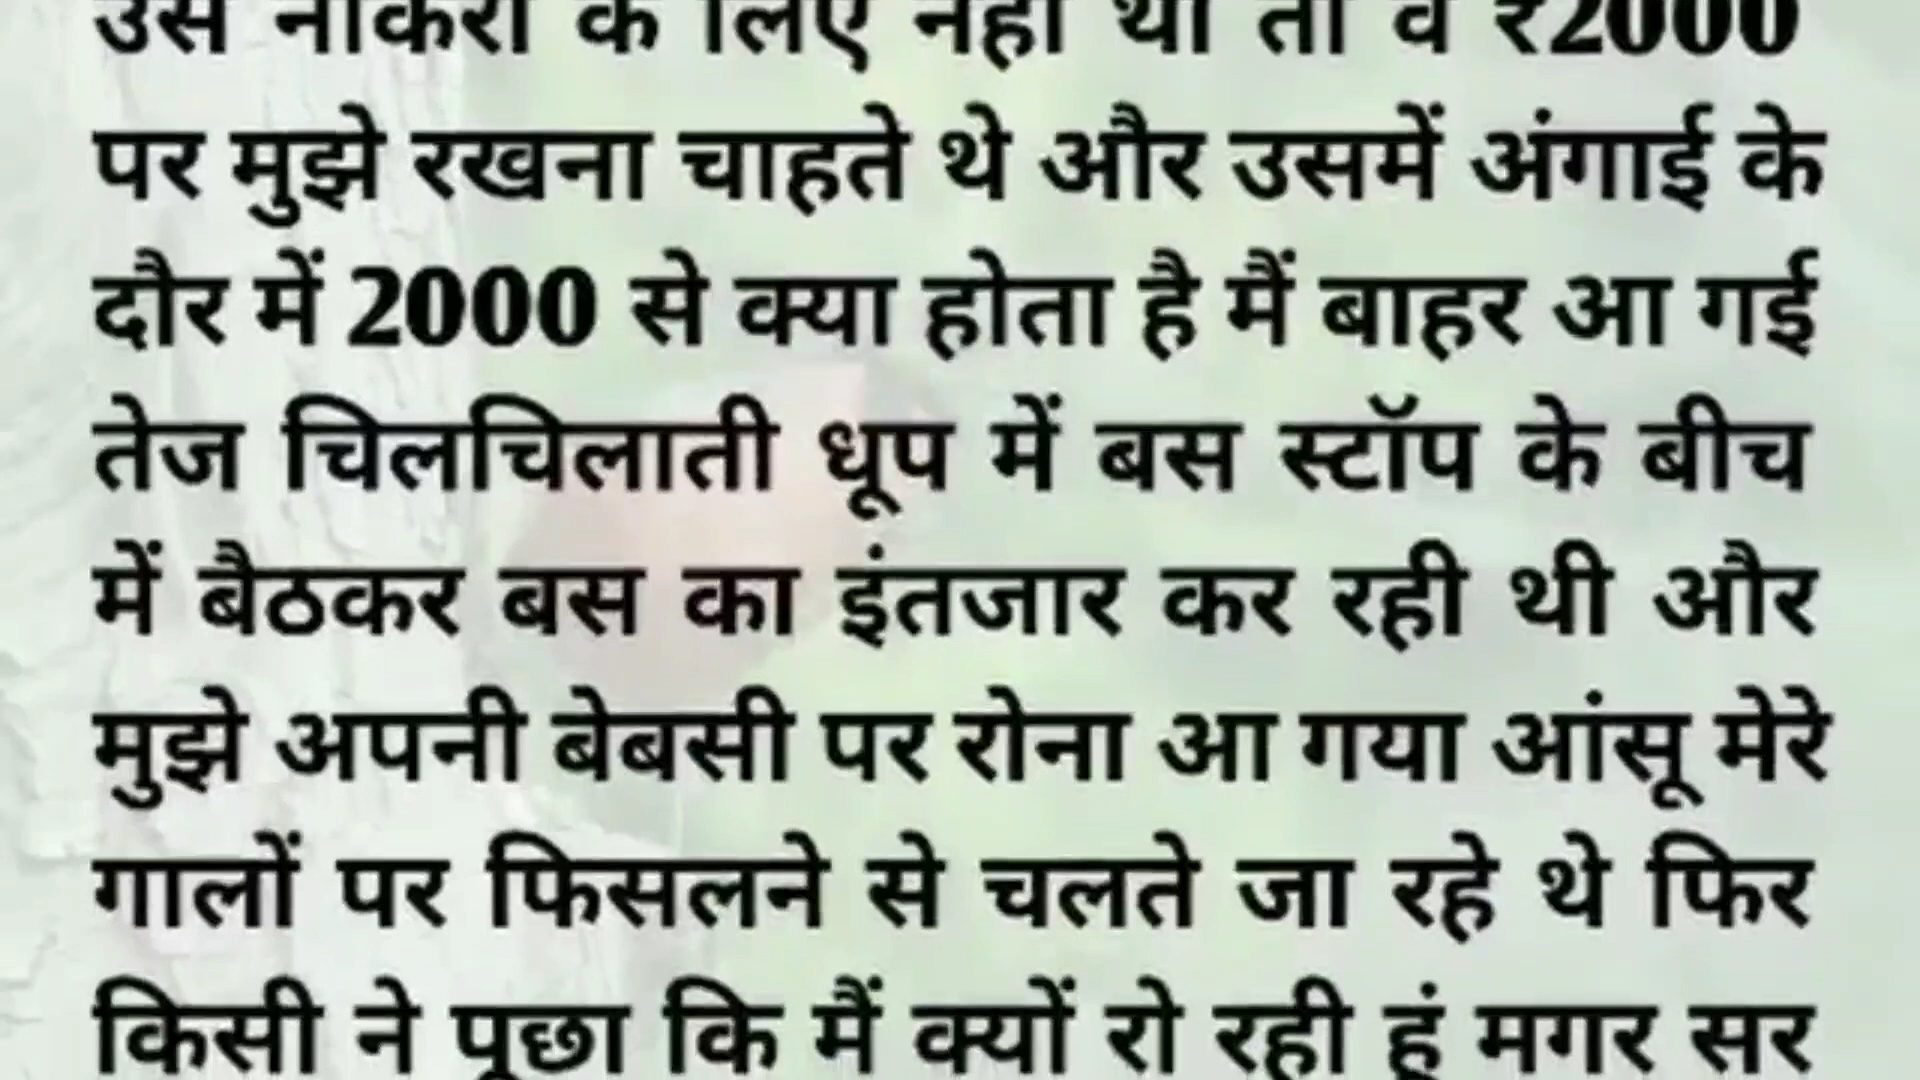 उस नौकरी के लिए नहीं थी तो वे ₹2000
पर मुझे रखना चाहते थे और उसमें अंगाई के
दौर में 2000 से क्या होता है मैं बाहर आ गई
तेज चिलचिलाती धूप में बस स्टॉप के बीच
में बैठकर बस का इंतजार कर रही थी और
मुझे अपनी बेबसी पर रोना आ गया आंसू मेरे
गालों पर फिसलने से चलते जा रहे थे फिर
किसी ने पूछा कि मैं क्यों रो रही हूं मगर सर